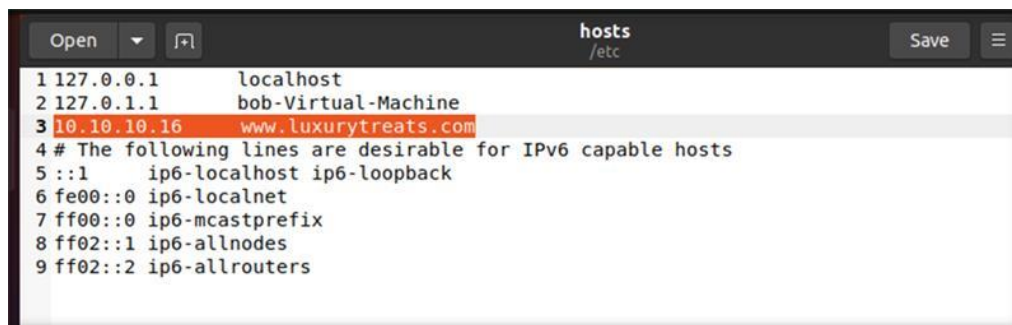 Open hosts Save
/etc
1 127.0.0.1 localhost
2 127.0.1.1 bob-Virtual-Machine
3 10.10.10.16 www.luxurytreats.com
4 # The following lines are desirable for IPv6 capable hosts
5 ::1 ip6-localhost ip6-loopback
6 fe00::0 ip6-localnet
7 ff00::0 ip6-mcastprefix
8 ff02::1 ip6-allnodes
9 ff02::2 ip6-allrouters